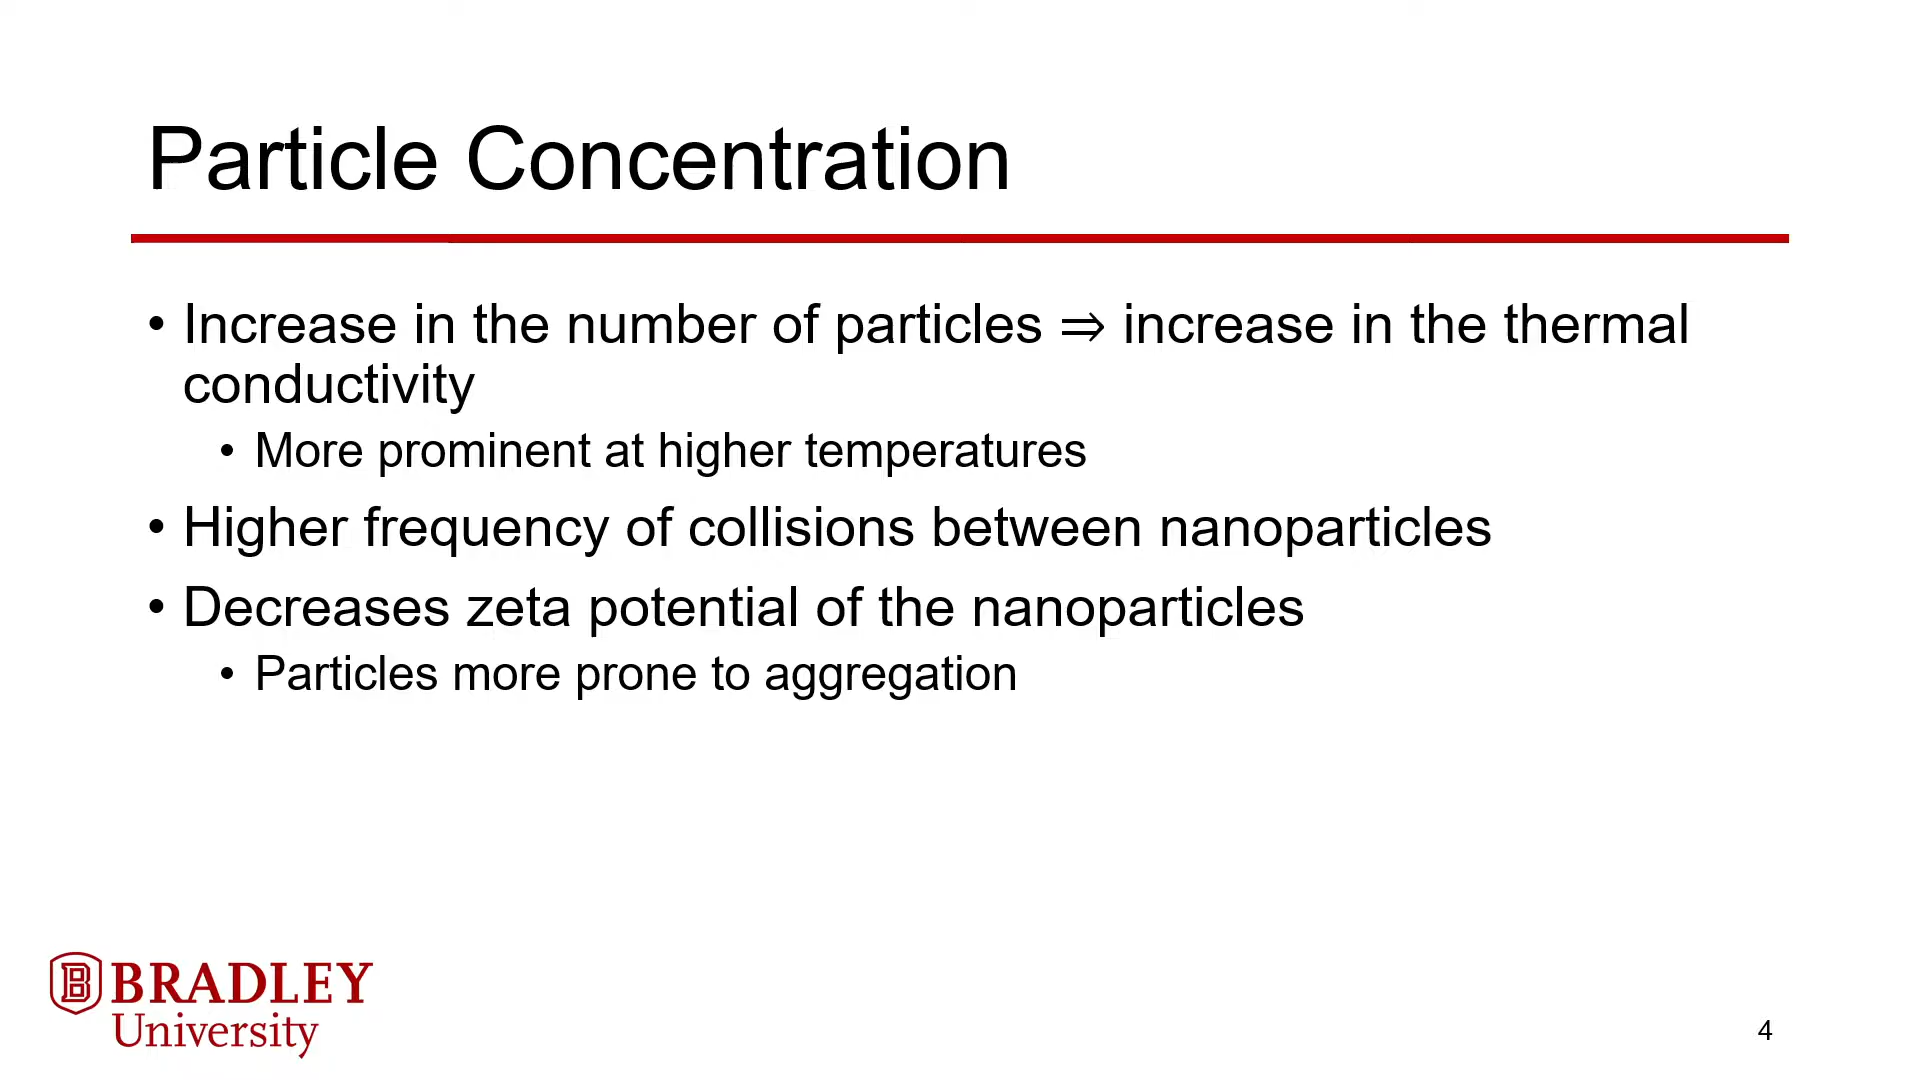 Particle Concentration
• Increase in the number of particles ⇒ increase in the thermal
conductivity
• More prominent at higher temperatures
• Higher frequency of collisions between nanoparticles
• Decreases zeta potential of the nanoparticles
• Particles more prone to aggregation
B BRADLEY
University
4